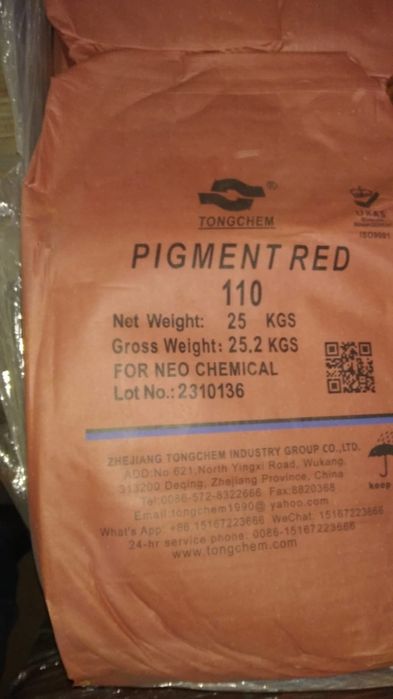 ®
TONGCHEM
UKAS
ISO9001
PIGMENT RED
110
Net Weight: 25 KGS
Gross Weight: 25.2 KGS
FOR NEO CHEMICAL
Lot No.: 2310136
ZHEJIANG TONGCHEM INDUSTRY GROUP CO.,LTD.
ADD:No 621,North Yingxi Road, Wukang,
313200 Deqing, Zhejiang Province, China
Tel:0086-572-8322666 Fax:8820368
Email:tongchem1990@yahoo.com
What's App: +86.15167223666 WeChat: 15167223666
24-hr service phone: 0086-15167223666
www.tongchem.com
keep